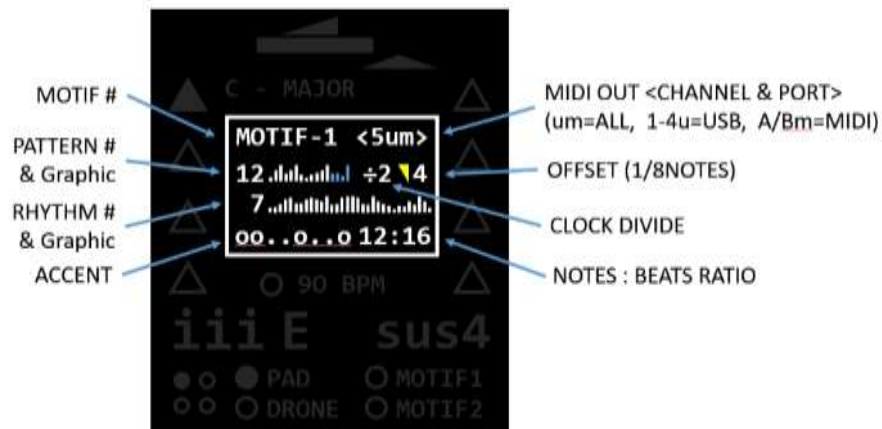 C - MAJOR
MOTIF #
MOTIF-1 <5um>
MIDI OUT <CHANNEL & PORT>
(um=ALL, 1-4u=USB, A/Bm=MIDI)
PATTERN #
& Graphic
12 ÷2 4
OFFSET (1/8NOTES)
RHYTHM #
& Graphic
7
CLOCK DIVIDE
ACCENT
oo..o..o 12:16
NOTES : BEATS RATIO
90 BPM
iii E sus4
PAD
MOTIF1
DRONE
MOTIF2